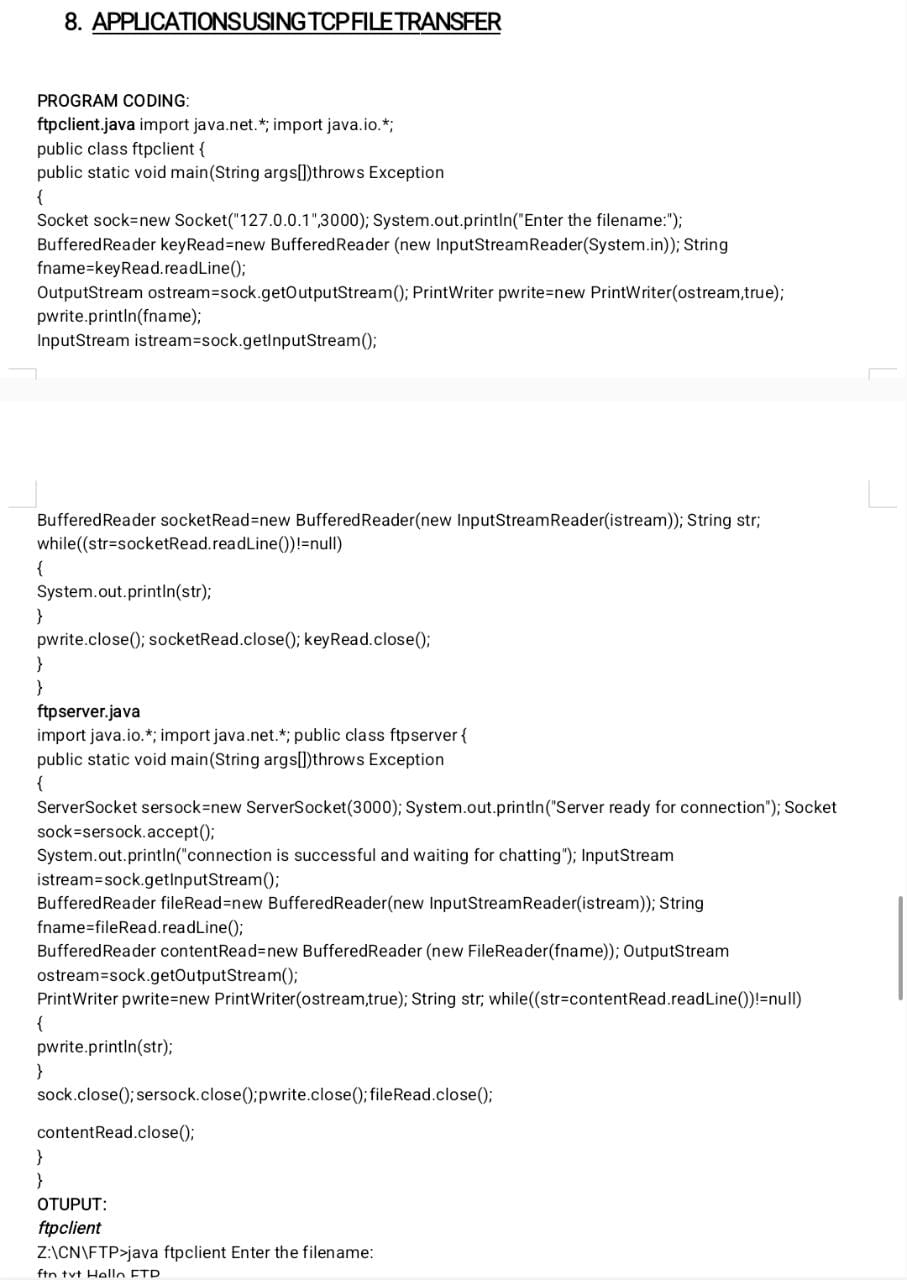 8. APPLICATIONSUSINGTCPFILETRANSFER
PROGRAM CODING:
ftpclient.java import java.net.*; import java.io.*;
public class ftpclient {
public static void main(String args[])throws Exception
{
Socket sock=new Socket("127.0.0.1",3000); System.out.println("Enter the filename:");
BufferedReader keyRead=new BufferedReader (new InputStreamReader(System.in)); String
fname=keyRead.readLine();
OutputStream ostream=sock.getOutputStream(); PrintWriter pwrite=new PrintWriter(ostream,true);
pwrite.println(fname);
InputStream istream=sock.getInputStream();
BufferedReader socketRead=new BufferedReader(new InputStreamReader(istream)); String str;
while((str=socketRead.readLine())!=null)
{
System.out.println(str);
}
pwrite.close(); socketRead.close(); keyRead.close();
}
}
ftpserver.java
import java.io.*; import java.net.*; public class ftpserver {
public static void main(String args[])throws Exception
{
ServerSocket sersock=new ServerSocket(3000); System.out.println("Server ready for connection"); Socket
sock=sersock.accept();
System.out.println("connection is successful and waiting for chatting"); InputStream
istream=sock.getInputStream();
BufferedReader fileRead=new BufferedReader(new InputStreamReader(istream)); String
fname=fileRead.readLine();
BufferedReader contentRead=new BufferedReader (new FileReader(fname)); OutputStream
ostream=sock.getOutputStream();
PrintWriter pwrite=new PrintWriter(ostream,true); String str; while((str=contentRead.readLine())!=null)
{
pwrite.println(str);
}
sock.close(); sersock.close();pwrite.close(); fileRead.close();
contentRead.close();
}
}
OTUPUT:
ftpclient
Z:\CN\FTP>java ftpclient Enter the filename:
ftp.txt Hello FTP